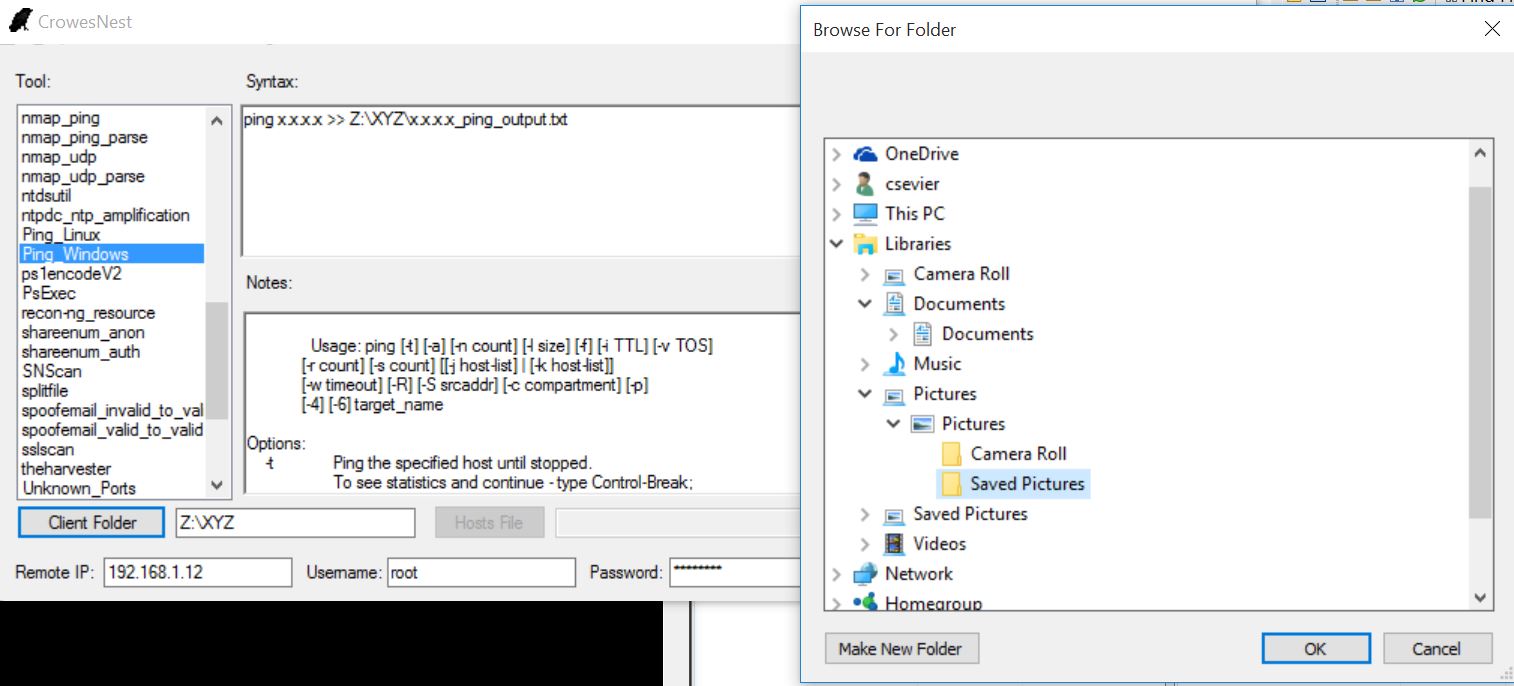 CrowesNest
Tool:
nmap_ping
nmap_ping_parse
nmap_udp
nmap_udp_parse
ntdsutil
ntpdc_ntp_amplification
Ping_Linux
Ping_Windows
ps1encodeV2
PsExec
recon-ng_resource
shareenum_anon
shareenum_auth
SNScan
splitfile
spoofemail_invalid_to_val
spoofemail_valid_to_valid
sslscan
theharvester
Unknown_Ports
Syntax:
ping x.x.x.x >> Z:\XYZ\x.x.x.x_ping_output.txt
Notes:
Usage: ping [-t] [-a] [-n count] [-l size] [-f] [-i TTL] [-v TOS]
[-r count] [-s count] [[-j host-list] | [-k host-list]]
[-w timeout] [-R] [-S srcaddr] [-c compartment] [-p]
[-4] [-6] target_name
Options:
-t Ping the specified host until stopped.
To see statistics and continue - type Control-Break;
Client Folder Z:\XYZ Hosts File
Remote IP: 192.168.1.12 Username: root Password: ********
Browse For Folder
OneDrive
csevier
This PC
Libraries
Camera Roll
Documents
Documents
Music
Pictures
Pictures
Camera Roll
Saved Pictures
Saved Pictures
Videos
Network
Homegroup
Make New Folder OK Cancel